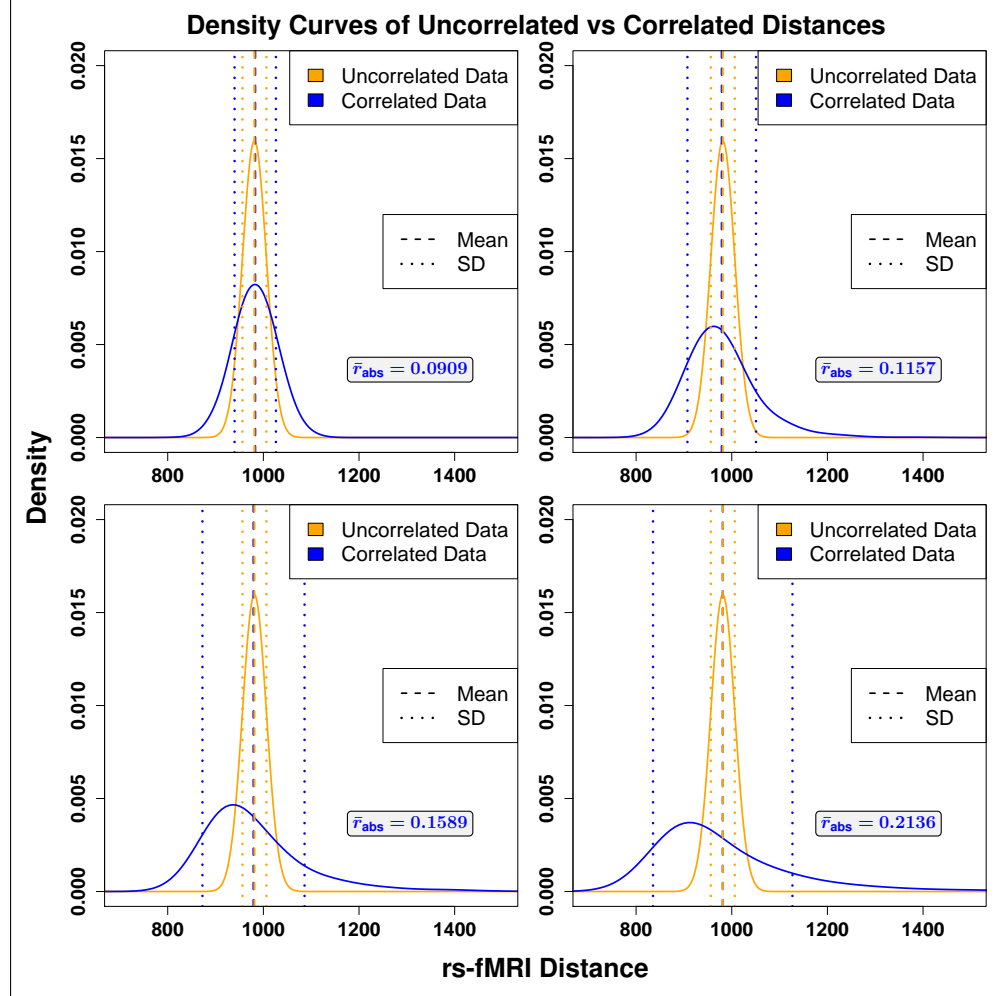 Density Curves of Uncorrelated vs Correlated Distances
Density
0.020
0.015
0.010
0.005
0.000
Uncorrelated Data
Correlated Data
Mean
SD
r̄abs = 0.0909
800 1000 1200 1400
0.020
0.015
0.010
0.005
0.000
Uncorrelated Data
Correlated Data
Mean
SD
r̄abs = 0.1157
800 1000 1200 1400
0.020
0.015
0.010
0.005
0.000
Uncorrelated Data
Correlated Data
Mean
SD
r̄abs = 0.1589
800 1000 1200 1400
0.020
0.015
0.010
0.005
0.000
Uncorrelated Data
Correlated Data
Mean
SD
r̄abs = 0.2136
800 1000 1200 1400
rs-fMRI Distance